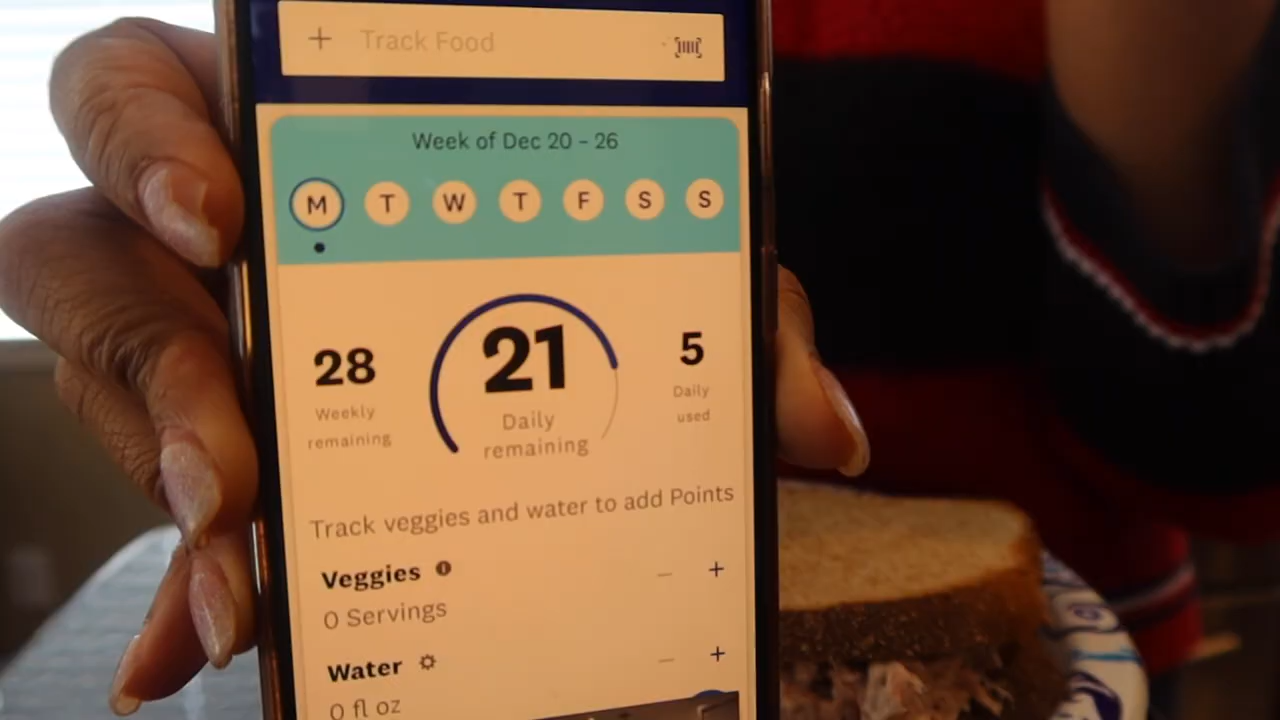 + Track Food
Week of Dec 20 - 26
M T W T F S S
28
Weekly
remaining
21
Daily
remaining
5
Daily
used
Track veggies and water to add Points
Veggies
0 Servings
− +
Water
0 fl oz
− +